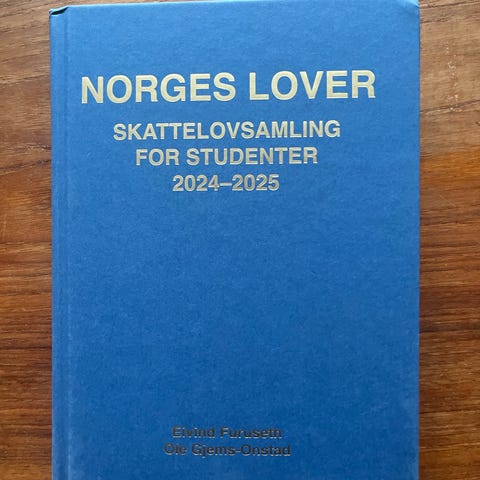 NORGES LOVER
SKATTELOVSAMLING
FOR STUDENTER
2024–2025
Eivind Furuseth
Ole Gjems-Onstad